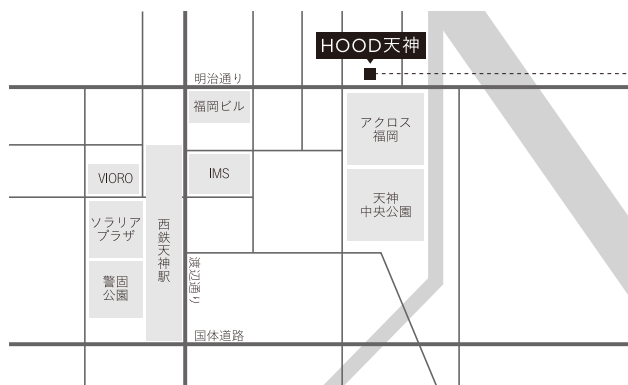 HOOD天神
明治通り
福岡ビル
アクロス
福岡
VIORO
IMS
天神
中央公園
ソラリア
プラザ
西鉄天神駅
警固
公園
渡辺通り
国体道路